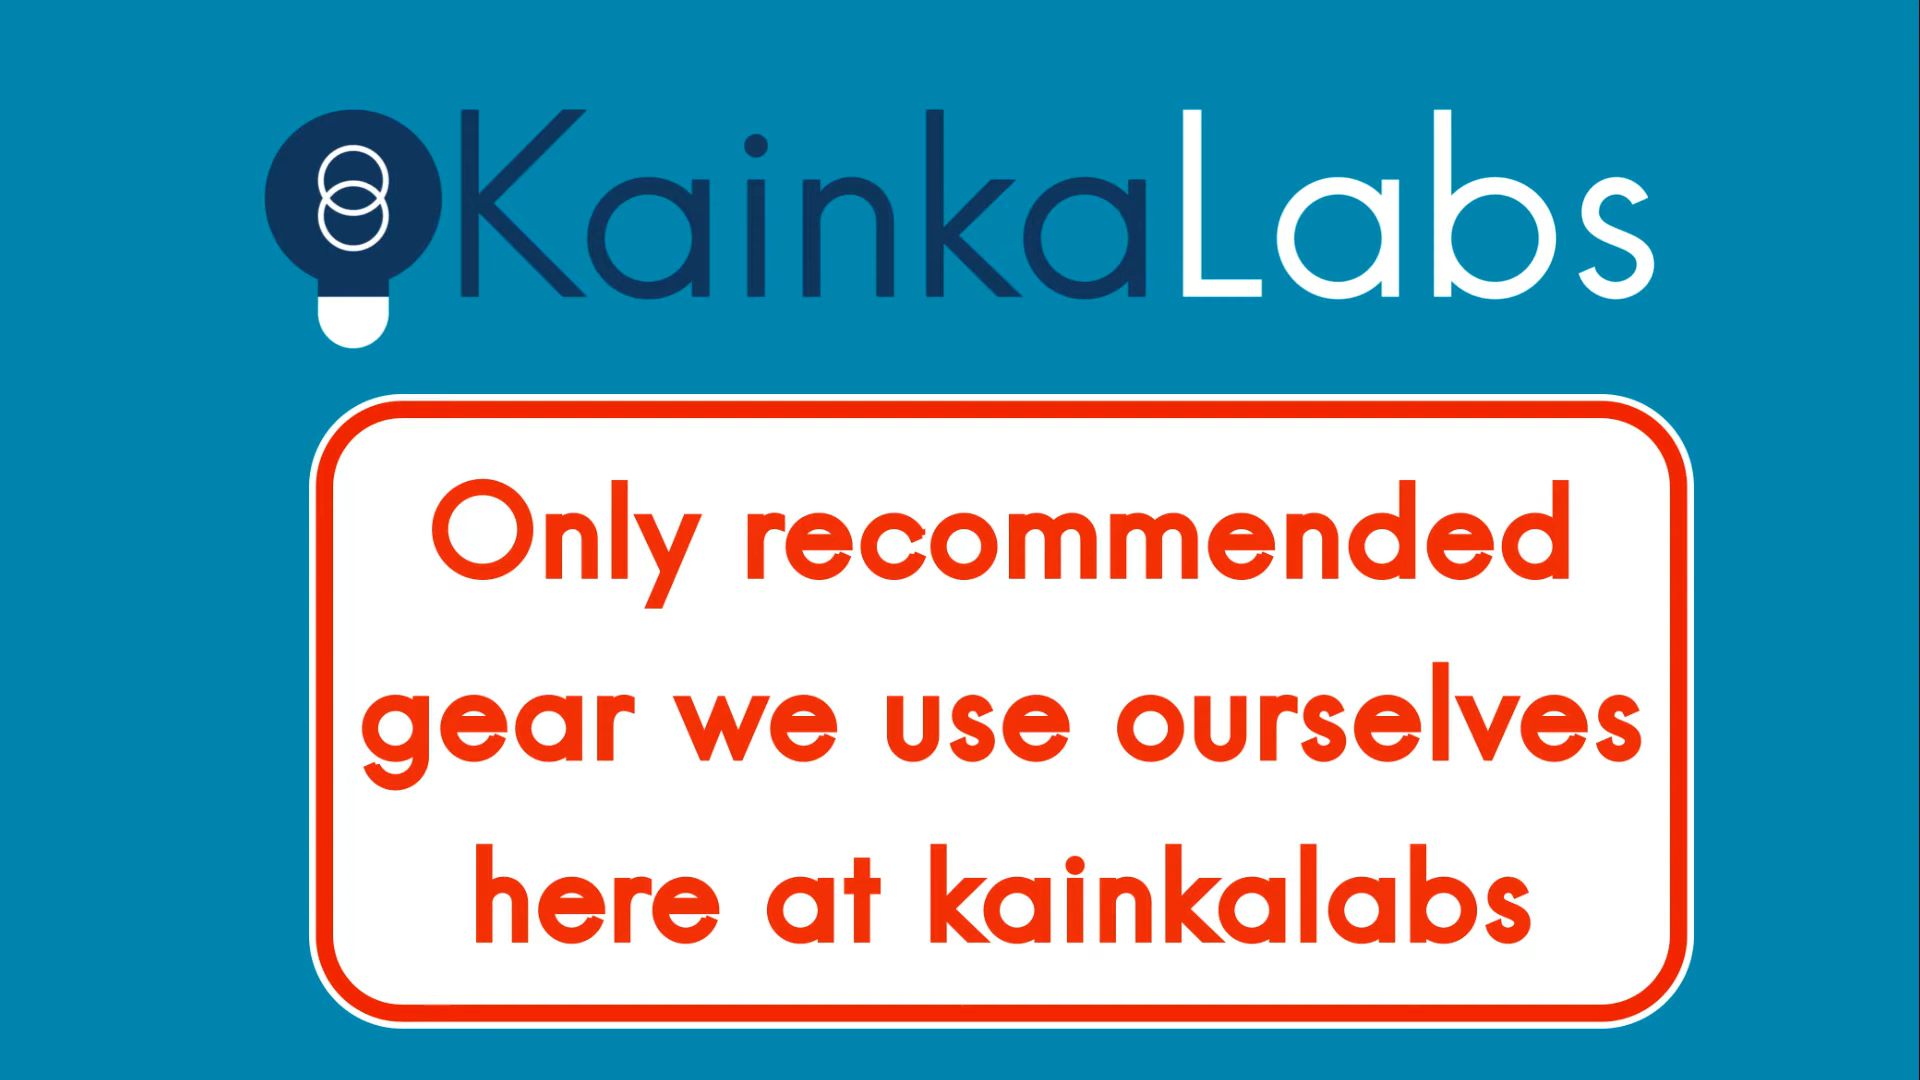 KainkaLabs
Only recommended
gear we use ourselves
here at kainkalabs